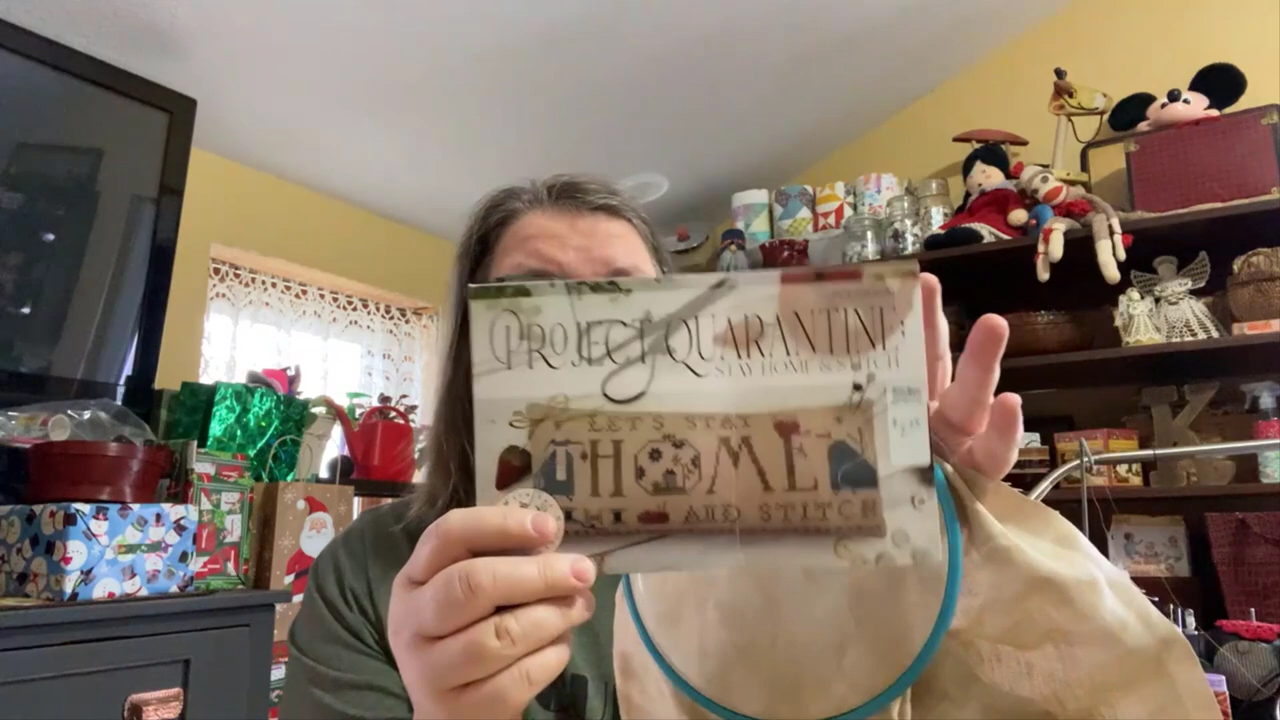 PROJECT QUARANTINE
STAY HOME & STITCH
LET'S STAY
HOME
AND STITCH
K